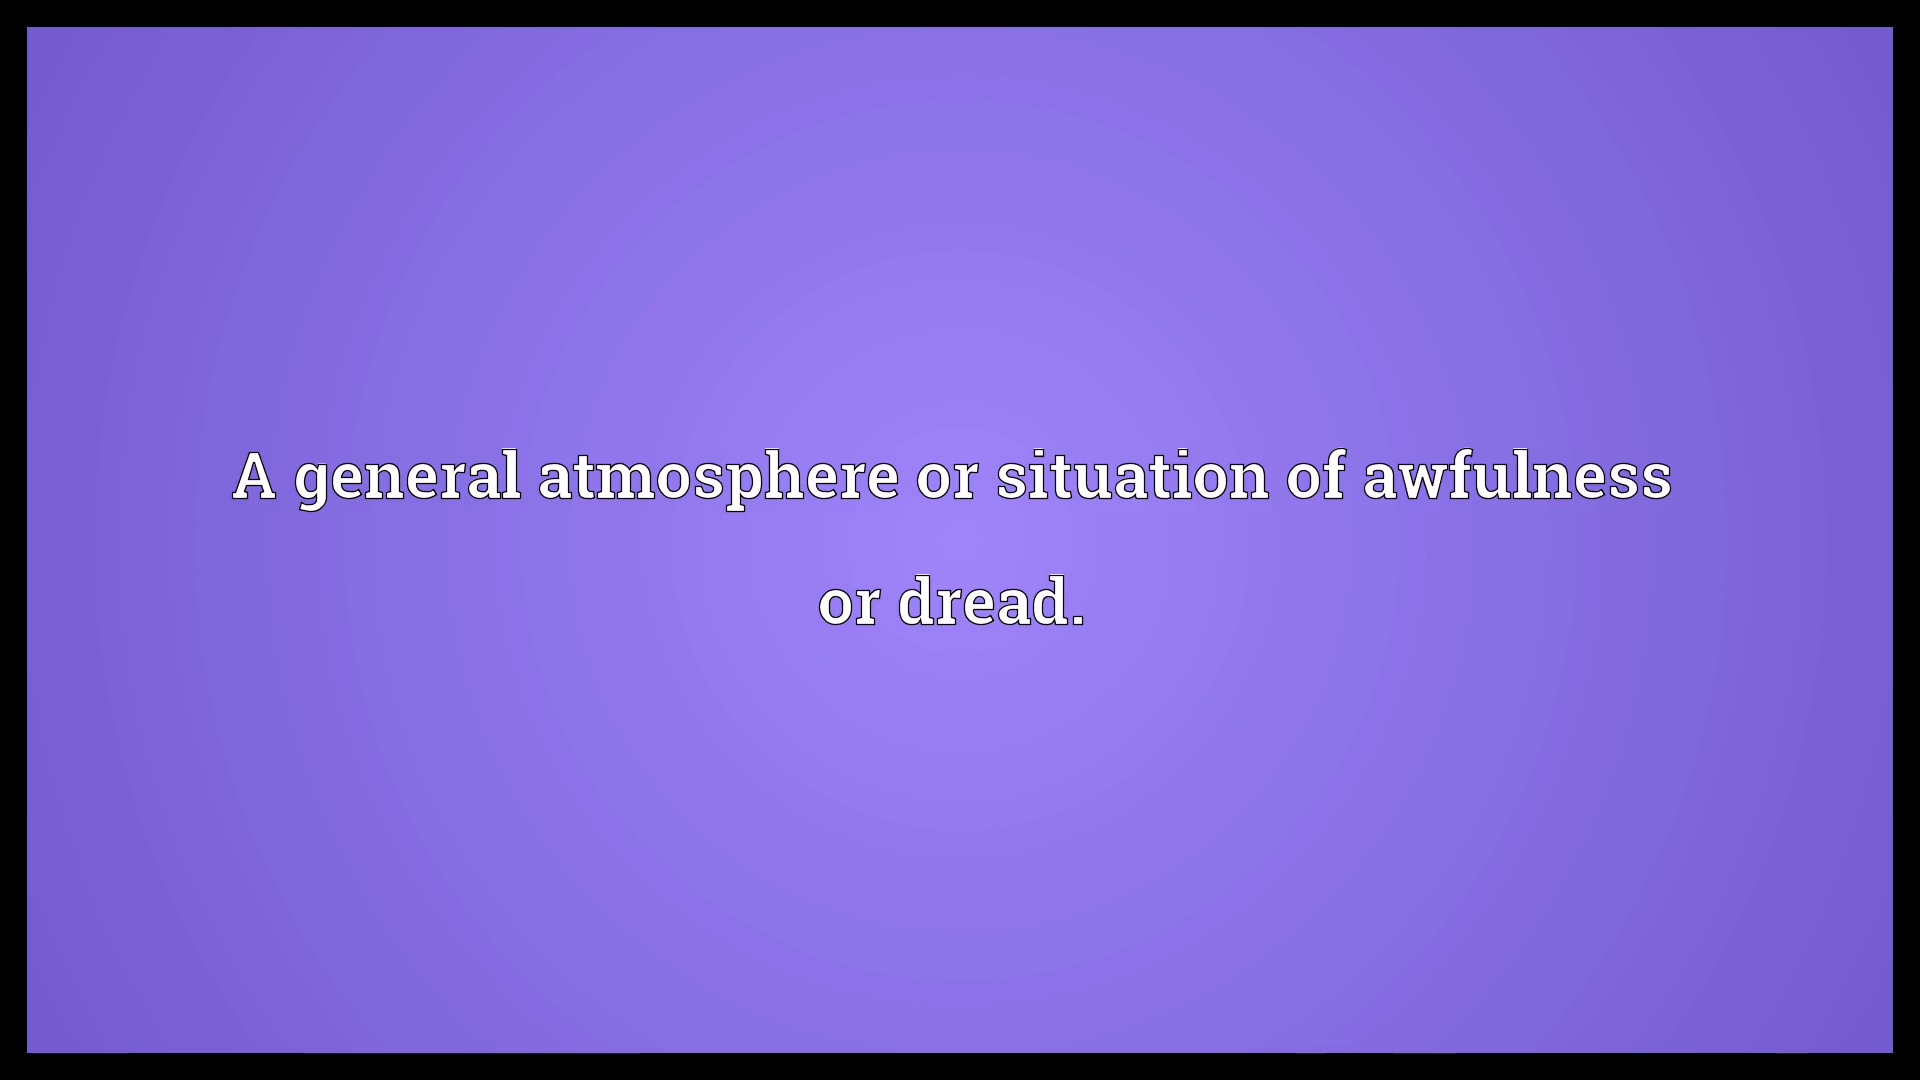 A general atmosphere or situation of awfulness
or dread.